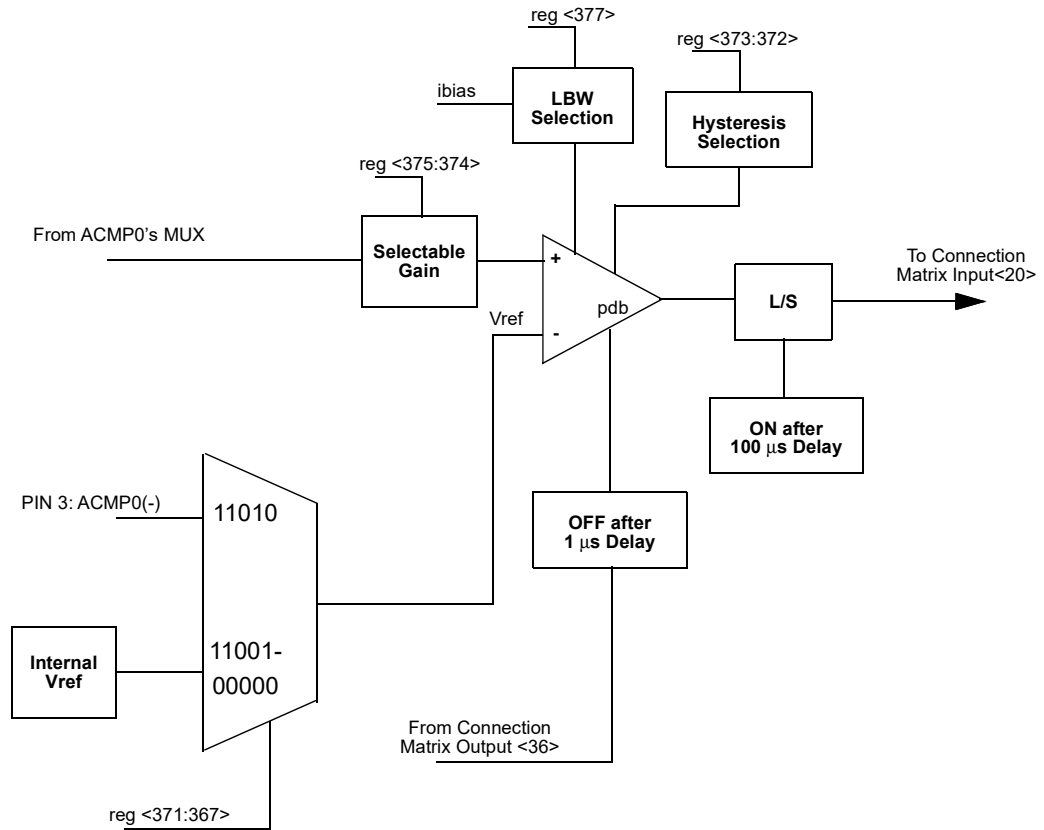 reg <377>
reg <373:372>
ibias
LBW
Selection
Hysteresis
Selection
reg <375:374>
From ACMP0's MUX
Selectable
Gain
+
To Connection
Matrix Input<20>
L/S
pdb
Vref
-
ON after
100 μs Delay
PIN 3: ACMP0(-)
11010
OFF after
1 μs Delay
Internal
Vref
11001-
00000
From Connection
Matrix Output <36>
reg <371:367>